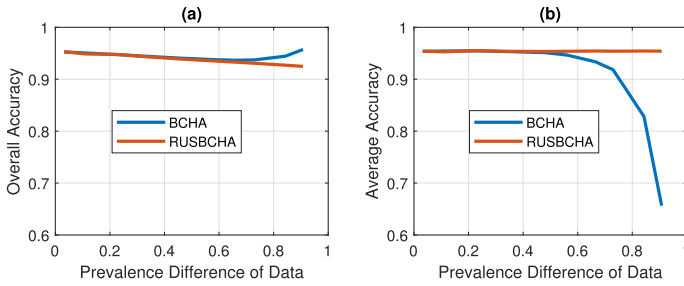 (a)
1
0.9
0.8
0.7
0.6
Overall Accuracy
BCHA
RUSBCHA
0 0.2 0.4 0.6 0.8 1
Prevalence Difference of Data
(b)
1
0.9
0.8
0.7
0.6
Average Accuracy
BCHA
RUSBCHA
0 0.2 0.4 0.6 0.8 1
Prevalence Difference of Data